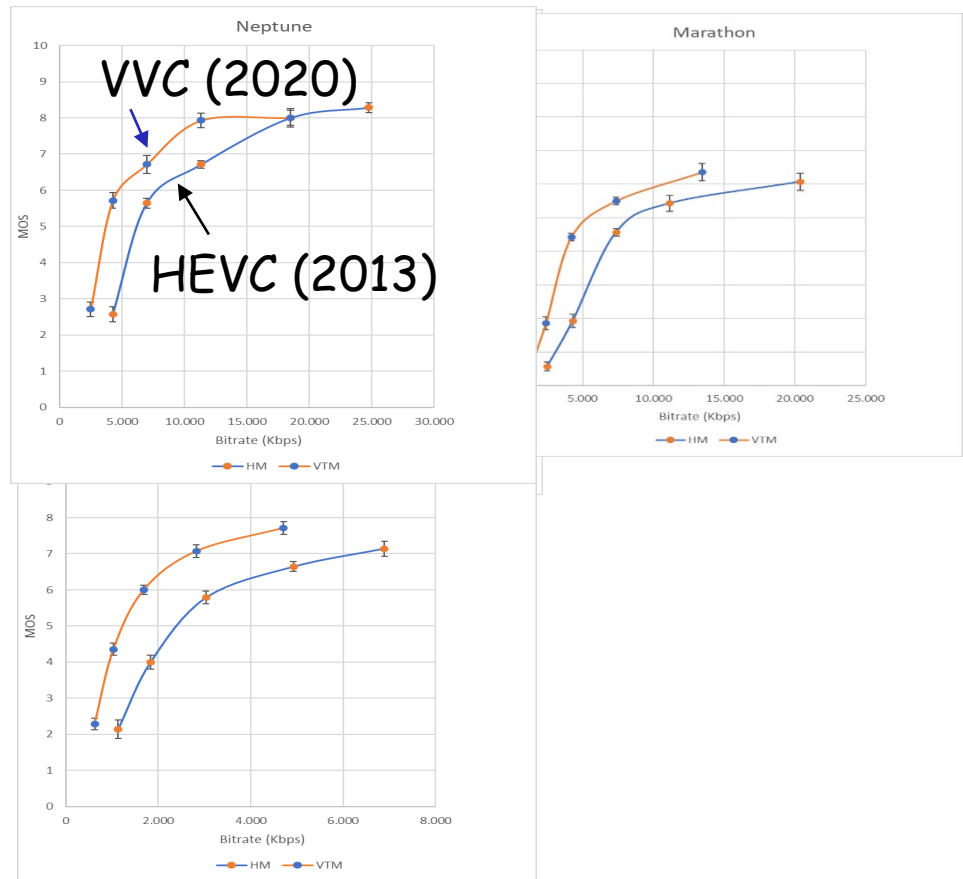 Neptune
10
9
8
7
6
5
4
3
2
1
0
MOS
VVC (2020)
HEVC (2013)
0 5.000 10.000 15.000 20.000 25.000 30.000
Bitrate (Kbps)
HM VTM
Marathon
5.000 10.000 15.000 20.000 25.000
Bitrate (Kbps)
HM VTM
8
7
6
5
4
3
2
1
0
MOS
0 2.000 4.000 6.000 8.000
Bitrate (Kbps)
HM VTM